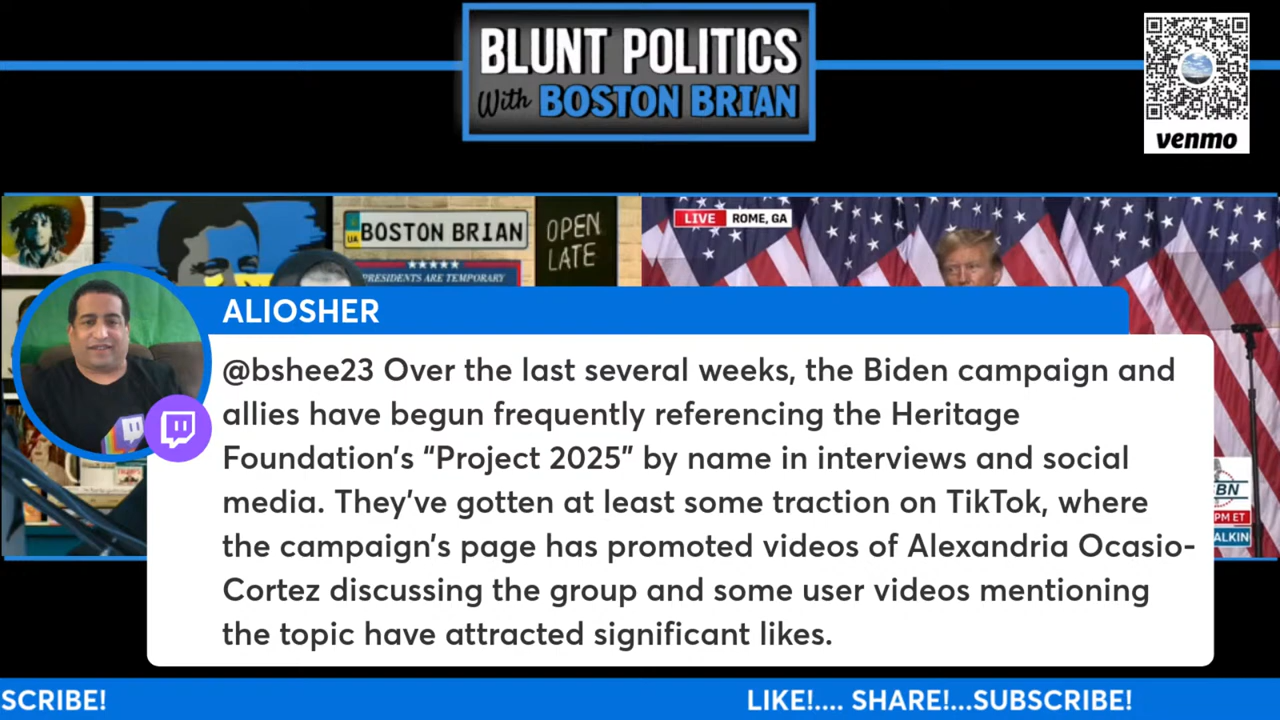 BLUNT POLITICS
With BOSTON BRIAN
venmo
LIVE ROME, GA
UA BOSTON BRIAN
OPEN
LATE
PRESIDENTS ARE TEMPORARY
ALIOSHER
@bshee23 Over the last several weeks, the Biden campaign and
allies have begun frequently referencing the Heritage
Foundation's “Project 2025” by name in interviews and social
media. They've gotten at least some traction on TikTok, where
the campaign's page has promoted videos of Alexandria Ocasio-
Cortez discussing the group and some user videos mentioning
the topic have attracted significant likes.
BN
PM ET
ALKIN
SCRIBE! LIKE!.... SHARE!...SUBSCRIBE!